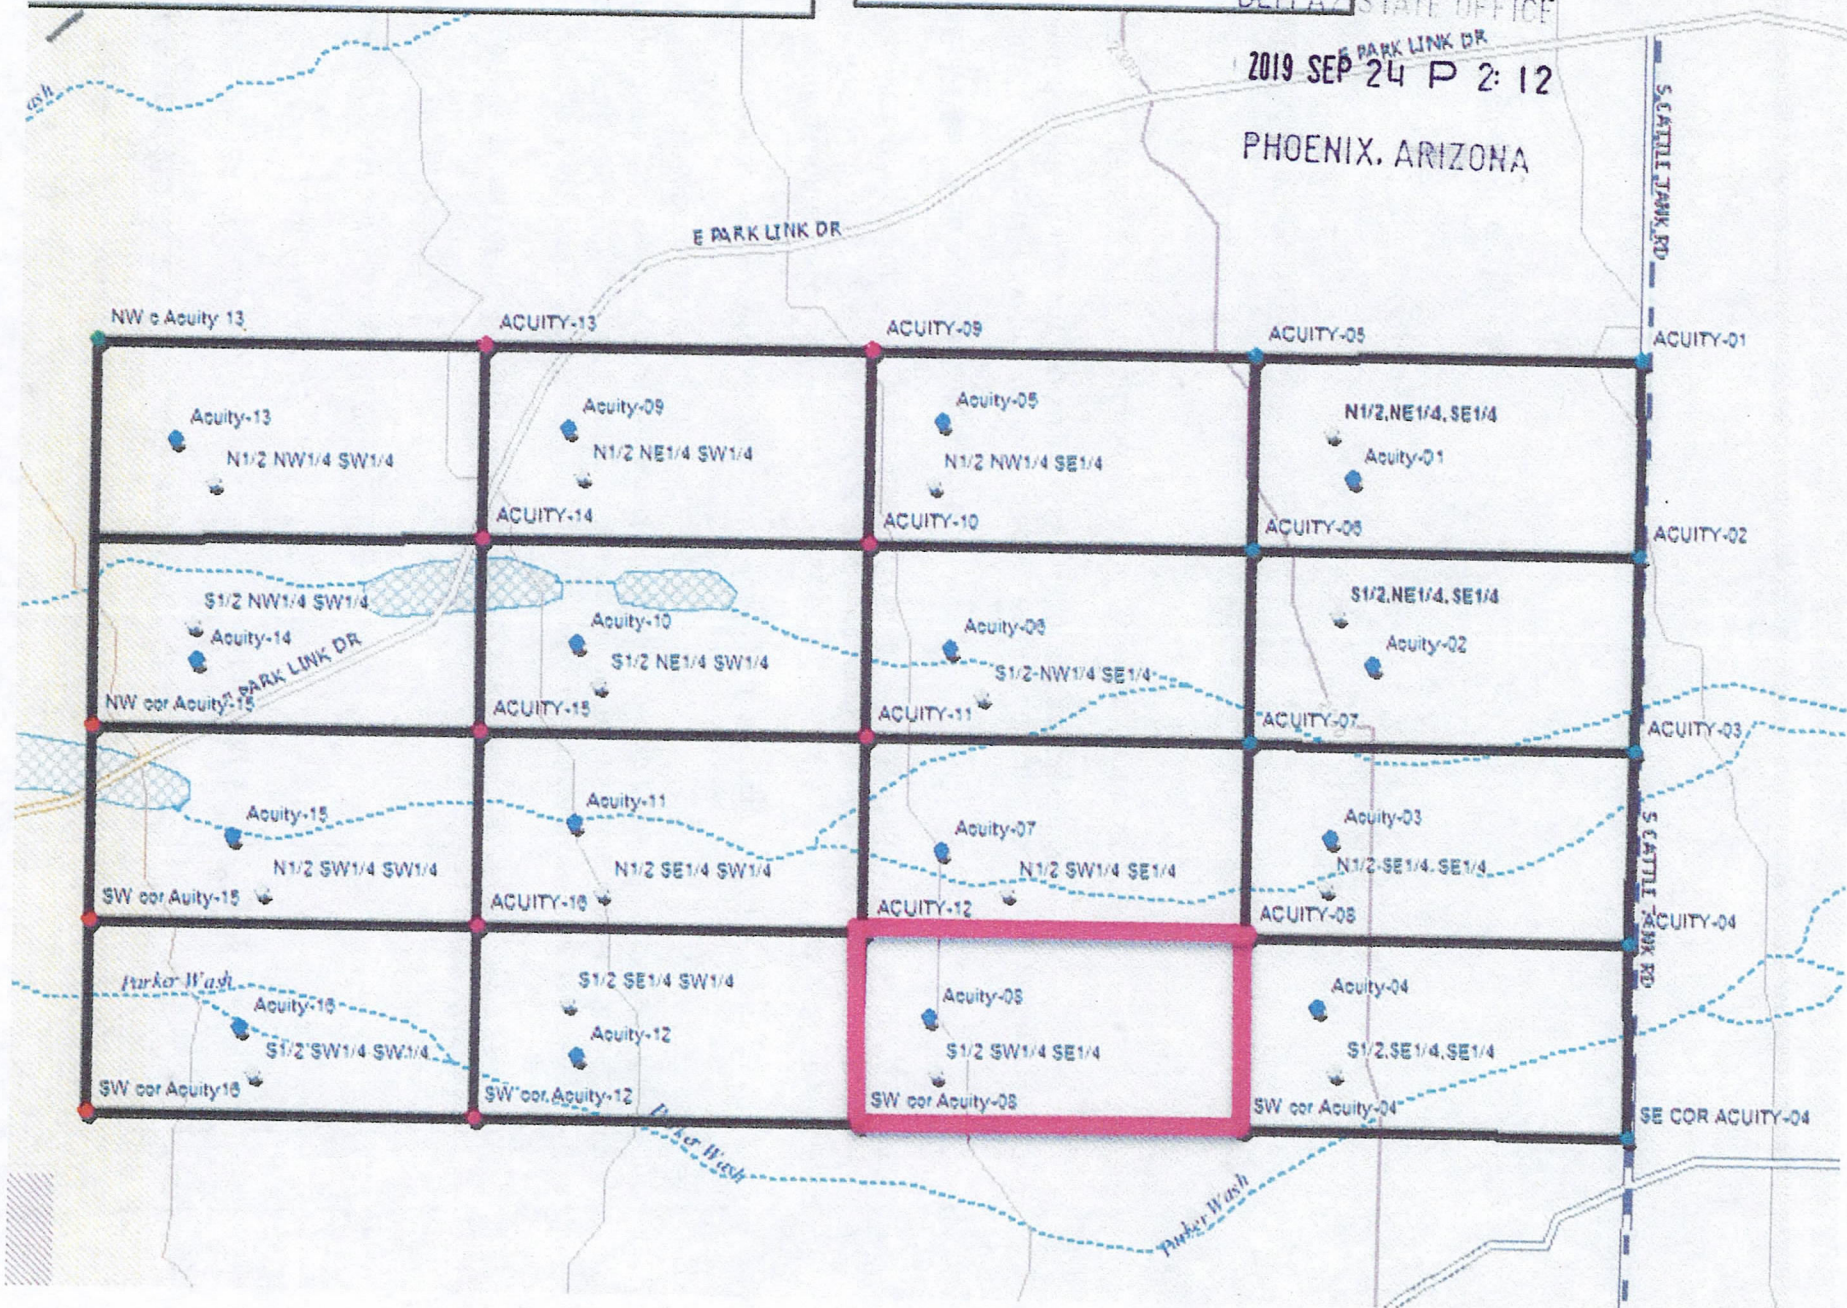 STATE OFFICE
E PARK LINK DR
2019 SEP 24 P 2: 12
PHOENIX, ARIZONA
S CATTLE TANK RD
E PARK LINK DR
NW c Acuity 13
ACUITY-13
ACUITY-09
ACUITY-05
ACUITY-01
Acuity-13
N1/2 NW1/4 SW1/4
Acuity-09
N1/2 NE1/4 SW1/4
Acuity-05
N1/2 NW1/4 SE1/4
N1/2,NE1/4,SE1/4
Acuity-01
ACUITY-14
ACUITY-10
ACUITY-06
ACUITY-02
S1/2 NW1/4 SW1/4
Acuity-14
E PARK LINK DR
Acuity-10
S1/2 NE1/4 SW1/4
Acuity-06
S1/2 NW1/4 SE1/4
S1/2,NE1/4,SE1/4
Acuity-02
NW cor Acuity-15
ACUITY-15
ACUITY-11
ACUITY-07
ACUITY-03
Acuity-15
N1/2 SW1/4 SW1/4
Acuity-11
N1/2 SE1/4 SW1/4
Acuity-07
N1/2 SW1/4 SE1/4
Acuity-03
N1/2 SE1/4,SE1/4
S CATTLE TANK RD
SW cor Auity-15
ACUITY-16
ACUITY-12
ACUITY-08
ACUITY-04
Parker Wash
Acuity-16
S1/2 SW1/4 SW1/4
S1/2 SE1/4 SW1/4
Acuity-12
Acuity-08
S1/2 SW1/4 SE1/4
Acuity-04
S1/2,SE1/4,SE1/4
SW cor Acuity16
SW cor Acuity-12
SW cor Acuity-08
SW cor Acuity-04
SE COR ACUITY-04
Parker Wash
Parker Wash